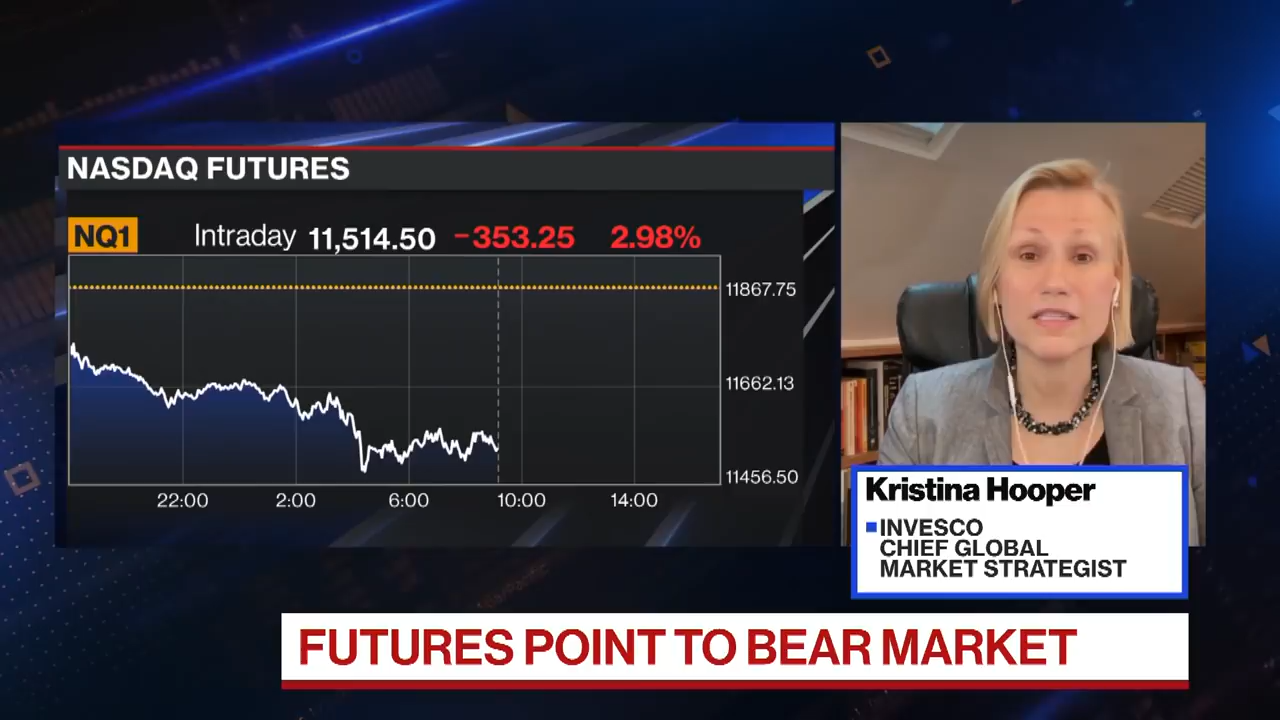 NASDAQ FUTURES
NQ1 Intraday 11,514.50 -353.25 2.98%
11867.75
11662.13
11456.50
22:00 2:00 6:00 10:00 14:00
Kristina Hooper
INVESCO
CHIEF GLOBAL
MARKET STRATEGIST
FUTURES POINT TO BEAR MARKET